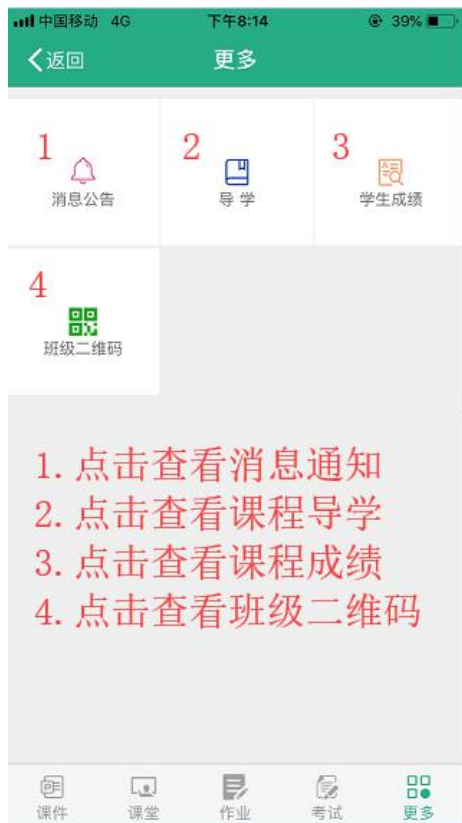 中国移动 4G 下午8:14 39%
返回 更多
1 2 3
消息公告 导 学 学生成绩
4
班级二维码
1. 点击查看消息通知
2. 点击查看课程导学
3. 点击查看课程成绩
4. 点击查看班级二维码
课件 课堂 作业 考试 更多